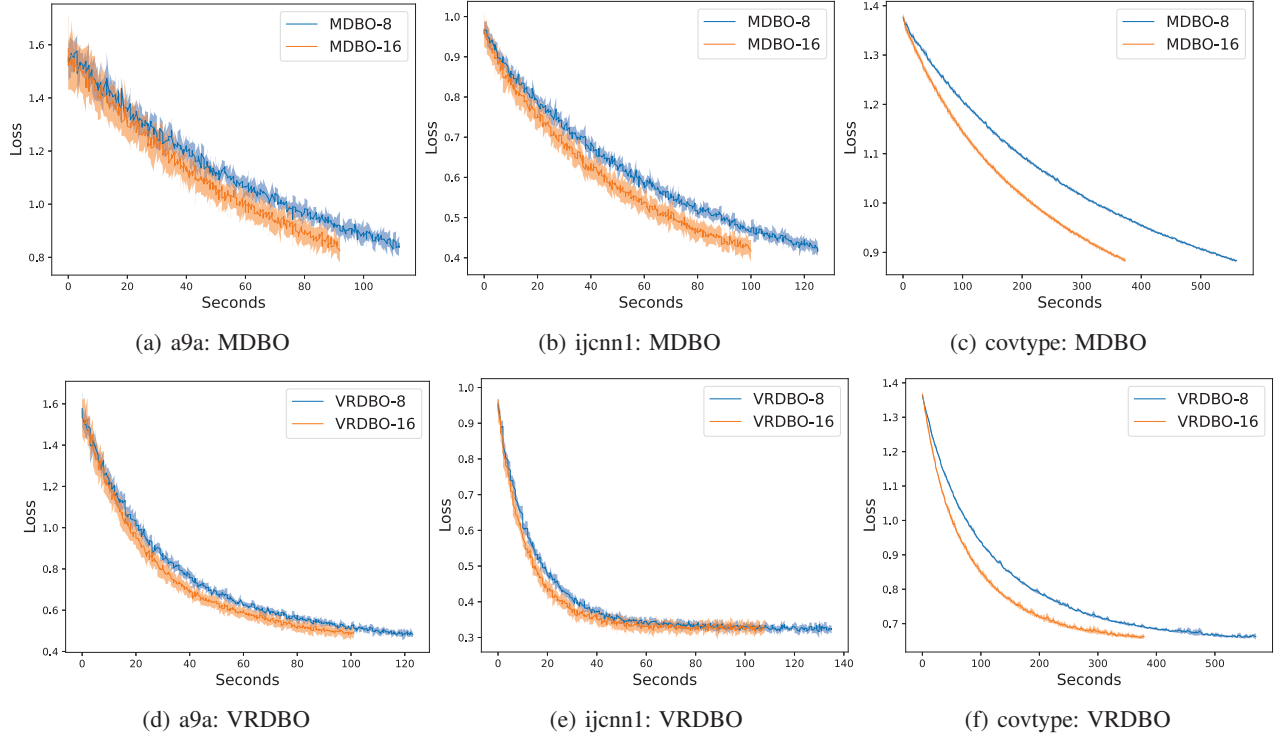 MDBO-8
MDBO-16
1.6
1.4
1.2
1.0
0.8
Loss
0 20 40 60 80 100
Seconds
(a) a9a: MDBO
MDBO-8
MDBO-16
1.0
0.9
0.8
0.7
0.6
0.5
0.4
Loss
0 20 40 60 80 100 120
Seconds
(b) ijcnn1: MDBO
MDBO-8
MDBO-16
1.4
1.3
1.2
1.1
1.0
0.9
Loss
0 100 200 300 400 500
Seconds
(c) covtype: MDBO
VRDBO-8
VRDBO-16
1.6
1.4
1.2
1.0
0.8
0.6
0.4
Loss
0 20 40 60 80 100 120
Seconds
(d) a9a: VRDBO
VRDBO-8
VRDBO-16
1.0
0.9
0.8
0.7
0.6
0.5
0.4
0.3
Loss
0 20 40 60 80 100 120 140
Seconds
(e) ijcnn1: VRDBO
VRDBO-8
VRDBO-16
1.4
1.3
1.2
1.1
1.0
0.9
0.8
0.7
Loss
0 100 200 300 400 500
Seconds
(f) covtype: VRDBO